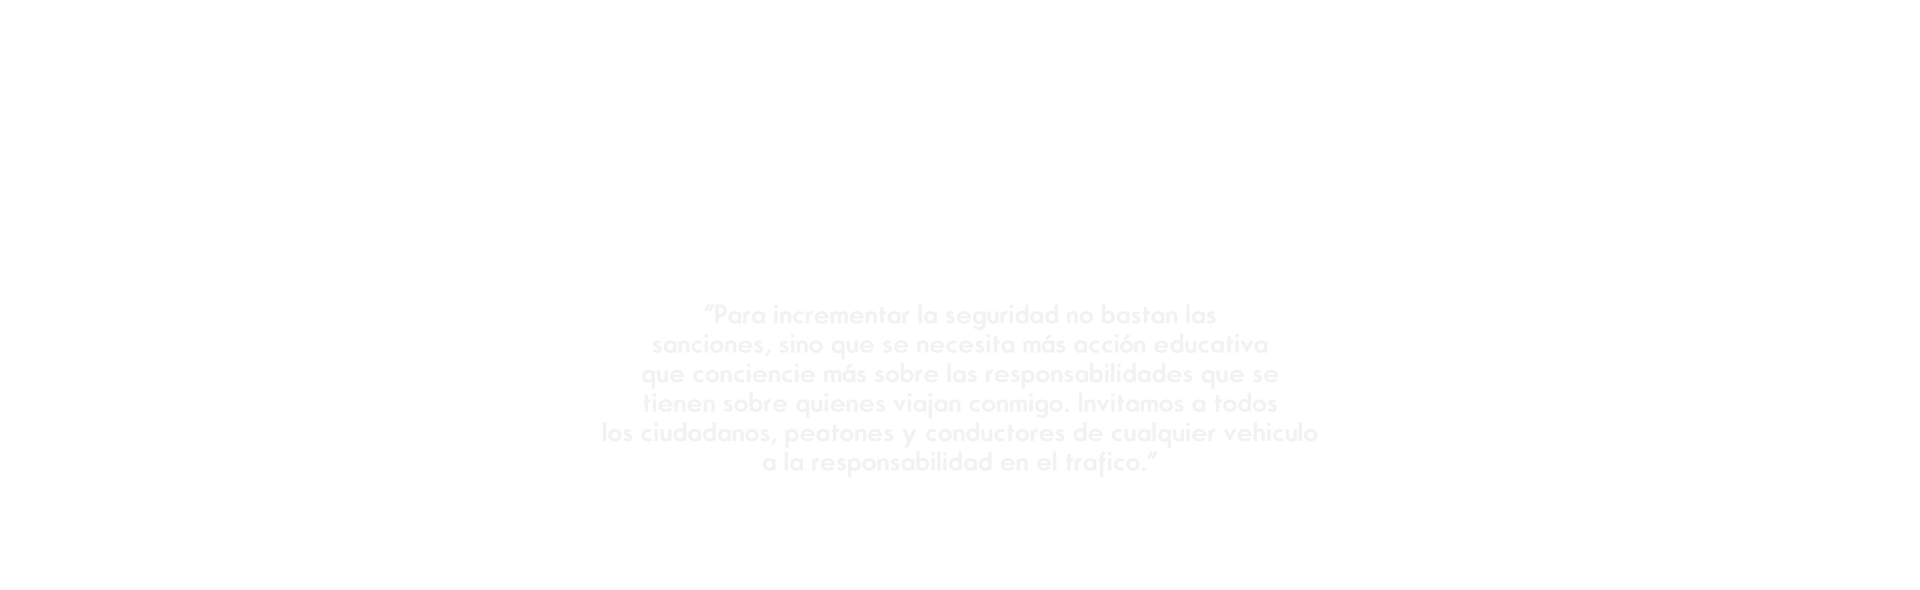 “Para incrementar la seguridad no bastan las
sanciones, sino que se necesita más acción educativa
que conciencie más sobre las responsabilidades que se
tienen sobre quienes viajan conmigo. Invitamos a todos
los ciudadanos, peatones y conductores de cualquier vehiculo
a la responsabilidad en el trafico.”